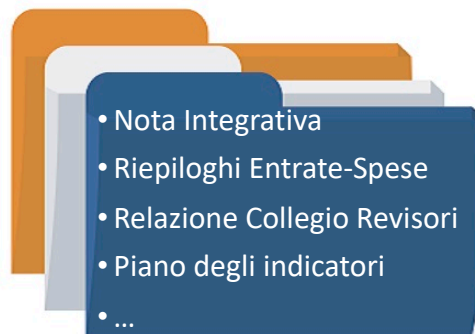 • Nota Integrativa
• Riepiloghi Entrate-Spese
• Relazione Collegio Revisori
• Piano degli indicatori
• ...